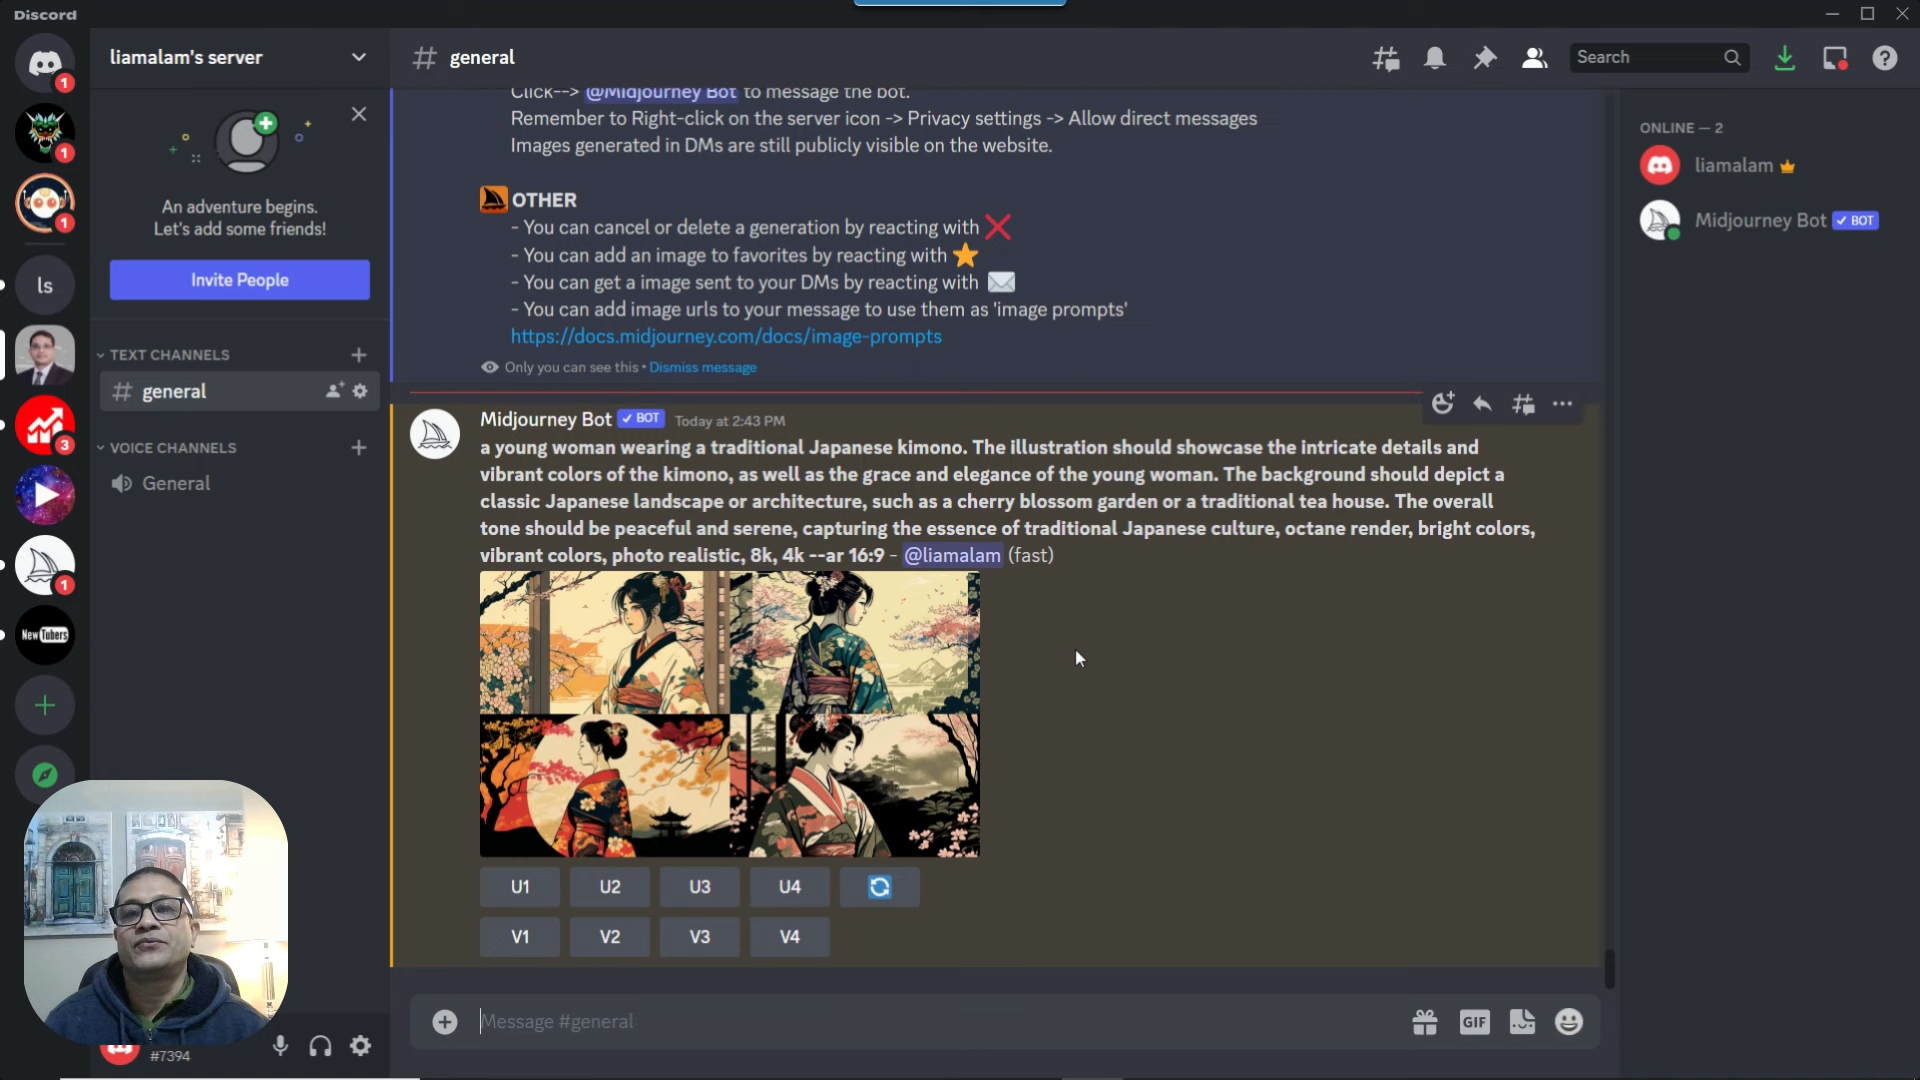 Discord
liamalam's server
general
Search
Click--> @Midjourney Bot to message the bot.
Remember to Right-click on the server icon -> Privacy settings -> Allow direct messages
Images generated in DMs are still publicly visible on the website.
OTHER
- You can cancel or delete a generation by reacting with
- You can add an image to favorites by reacting with
- You can get a image sent to your DMs by reacting with
- You can add image urls to your message to use them as 'image prompts'
https://docs.midjourney.com/docs/image-prompts
Only you can see this • Dismiss message
Midjourney Bot BOT Today at 2:43 PM
a young woman wearing a traditional Japanese kimono. The illustration should showcase the intricate details and
vibrant colors of the kimono, as well as the grace and elegance of the young woman. The background should depict a
classic Japanese landscape or architecture, such as a cherry blossom garden or a traditional tea house. The overall
tone should be peaceful and serene, capturing the essence of traditional Japanese culture, octane render, bright colors,
vibrant colors, photo realistic, 8k, 4k --ar 16:9 - @liamalam (fast)
U1 U2 U3 U4
V1 V2 V3 V4
Message #general
GIF
1
1
1
ls
3
1
New Tubers
An adventure begins.
Let's add some friends!
Invite People
TEXT CHANNELS
general
VOICE CHANNELS
General
#7394
ONLINE — 2
liamalam
Midjourney Bot BOT